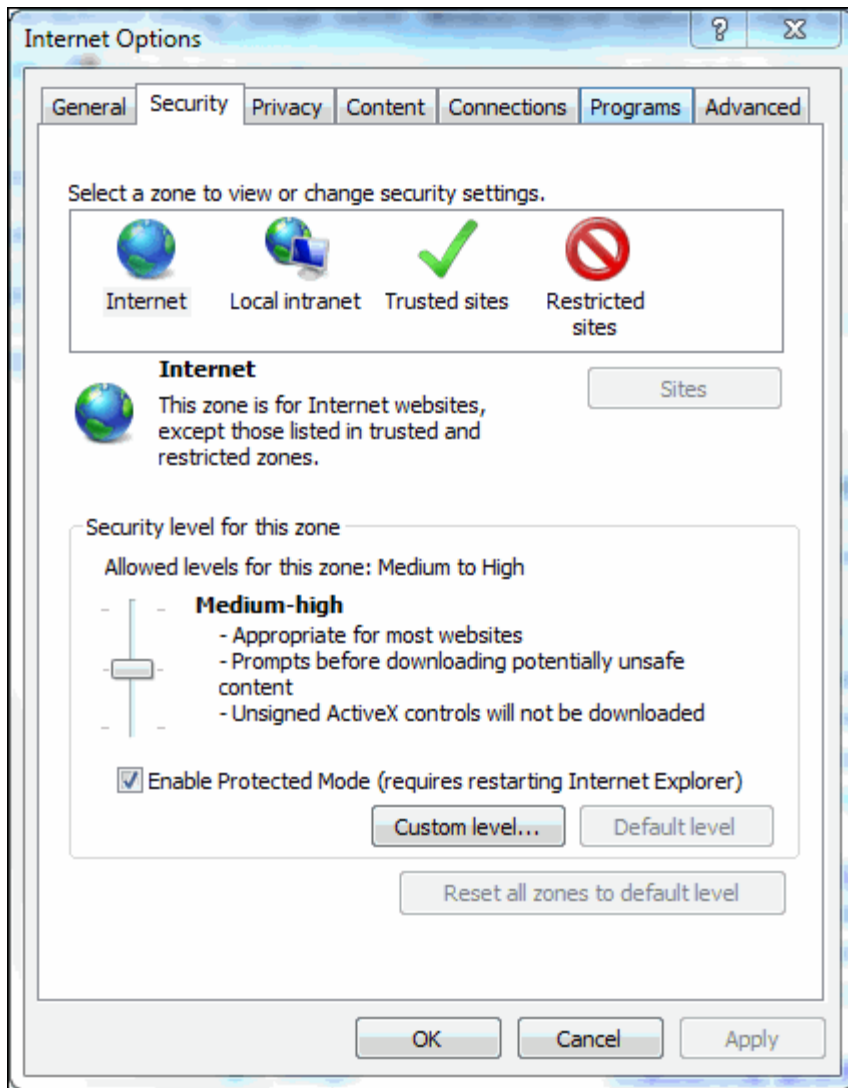 Internet Options
General Security Privacy Content Connections Programs Advanced
Select a zone to view or change security settings.
Internet Local intranet Trusted sites Restricted
sites
Internet
Sites
This zone is for Internet websites,
except those listed in trusted and
restricted zones.
Security level for this zone
Allowed levels for this zone: Medium to High
Medium-high
- Appropriate for most websites
- Prompts before downloading potentially unsafe
content
- Unsigned ActiveX controls will not be downloaded
Enable Protected Mode (requires restarting Internet Explorer)
Custom level... Default level
Reset all zones to default level
OK Cancel Apply